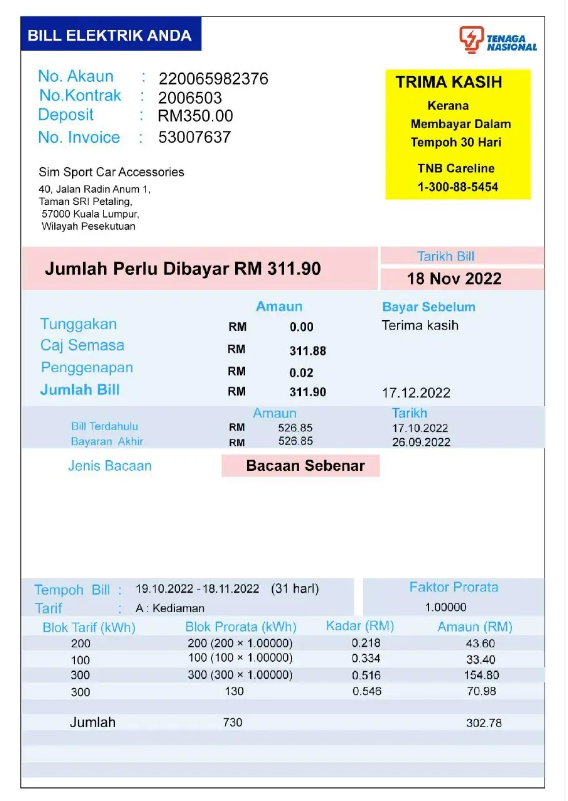 BILL ELEKTRIK ANDA
TENAGA
NASIONAL
No. Akaun : 220065982376
No.Kontrak : 2006503
Deposit : RM350.00
No. Invoice : 53007637
TRIMA KASIH
Kerana
Membayar Dalam
Tempoh 30 Hari
TNB Careline
1-300-88-5454
Sim Sport Car Accessories
40, Jalan Radin Anum 1,
Taman SRI Petaling,
57000 Kuala Lumpur,
Wilayah Pesekutuan
Jumlah Perlu Dibayar RM 311.90
Tarikh Bill
18 Nov 2022
Amaun Bayar Sebelum
Tunggakan RM 0.00 Terima kasih
Caj Semasa RM 311.88
Penggenapan RM 0.02
Jumlah Bill RM 311.90 17.12.2022
Amaun Tarikh
Bill Terdahulu RM 526.85 17.10.2022
Bayaran Akhir RM 526.85 26.09.2022
Jenis Bacaan Bacaan Sebenar
Tempoh Bill : 19.10.2022 - 18.11.2022 (31 harl) Faktor Prorata
Tarif : A : Kediaman 1.00000
Blok Tarif (kWh) Blok Prorata (kWh) Kadar (RM) Amaun (RM)
200 200 (200 × 1.00000) 0.218 43.60
100 100 (100 × 1.00000) 0.334 33.40
300 300 (300 × 1.00000) 0.516 154.80
300 130 0.546 70.98
Jumlah 730 302.78